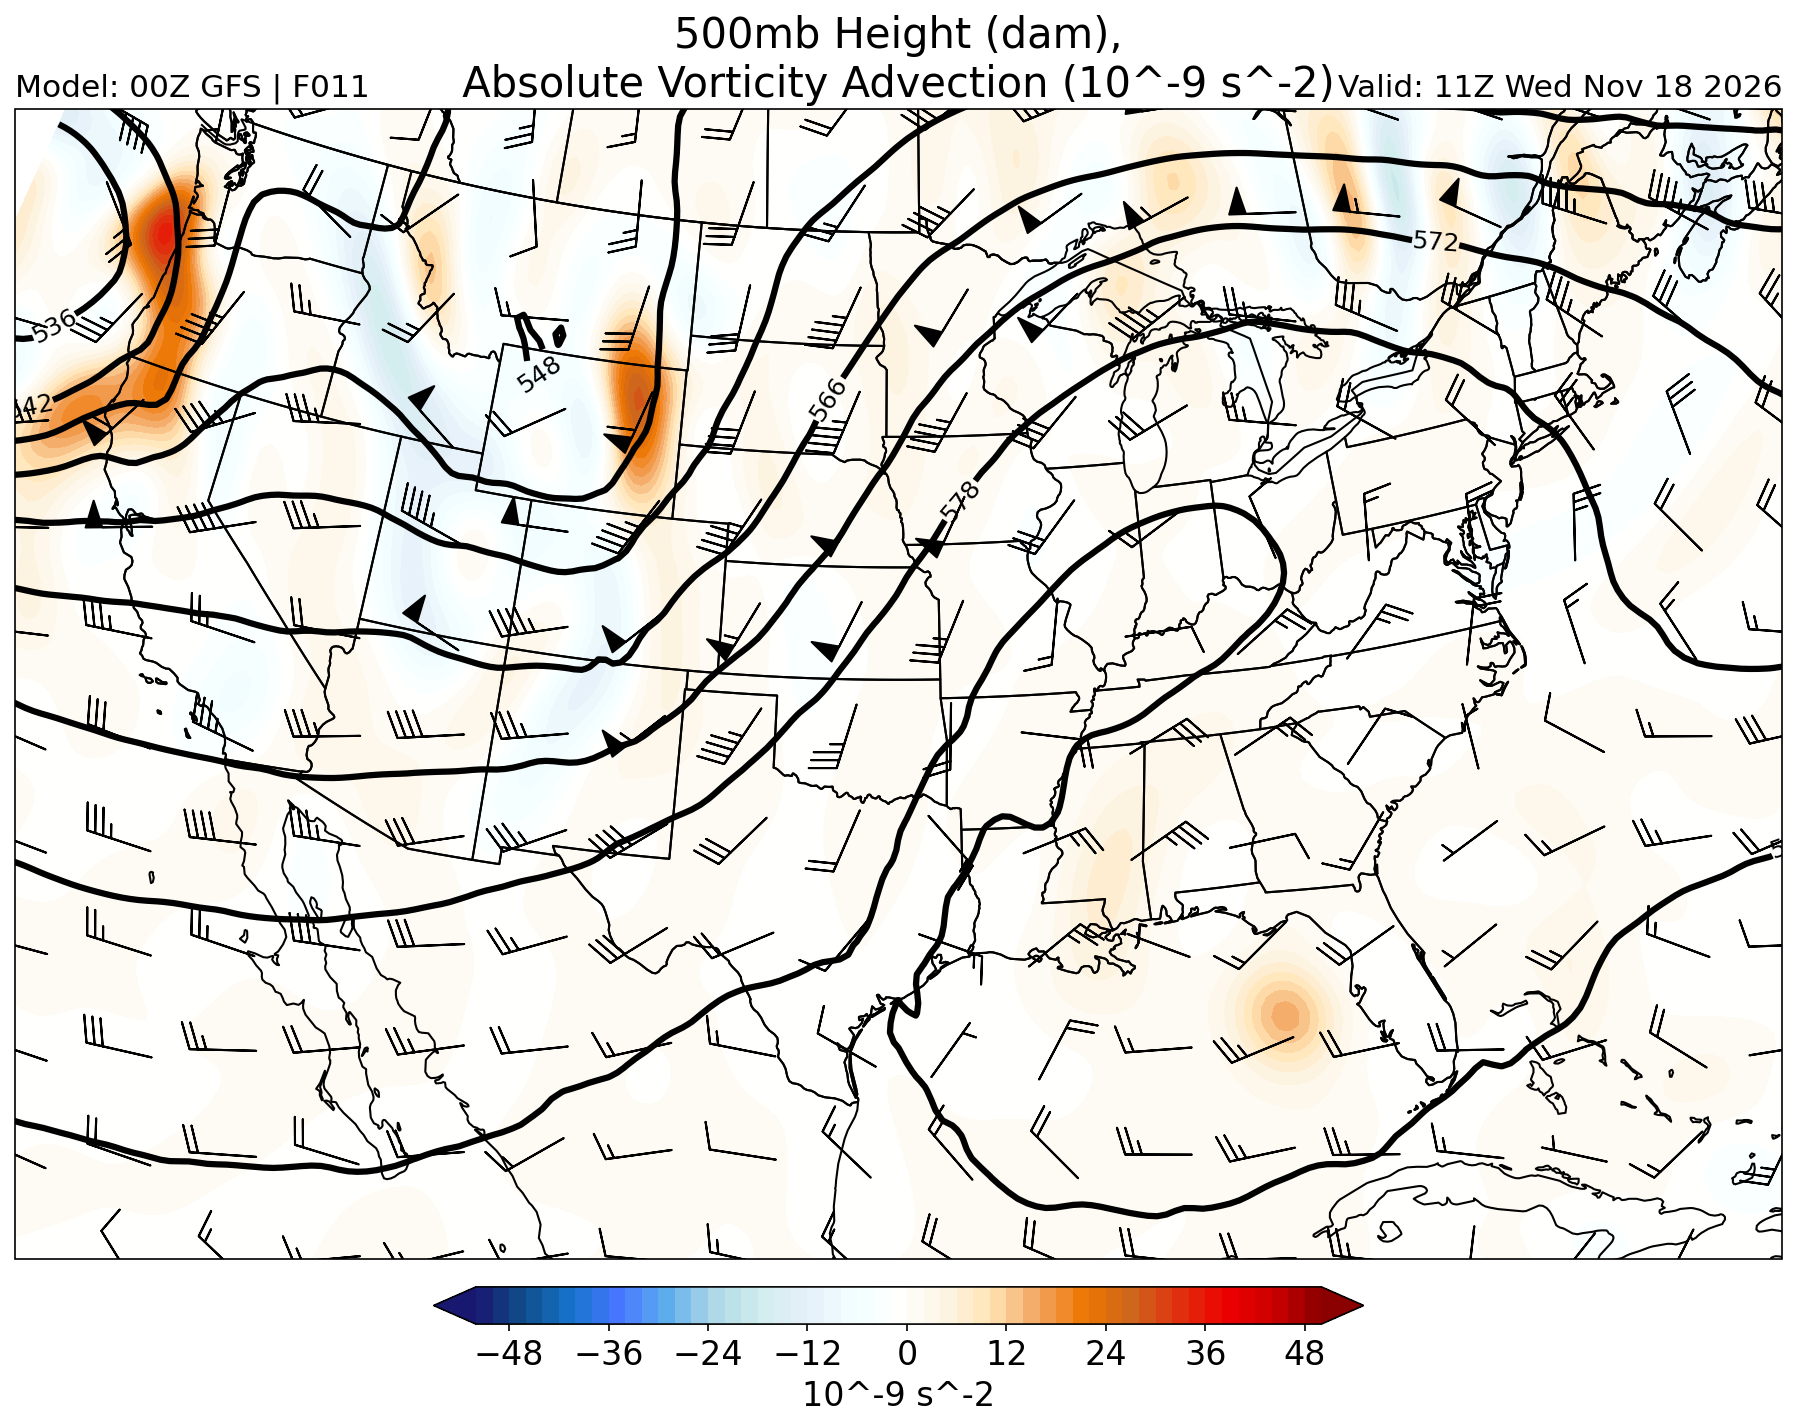 500mb Height (dam),
Model: 00Z GFS | F011
Absolute Vorticity Advection (10^-9 s^-2)
Valid: 11Z Wed Nov 18 2026
572
536
548
566
42
578
−48 −36 −24 −12 0 12 24 36 48
10^-9 s^-2